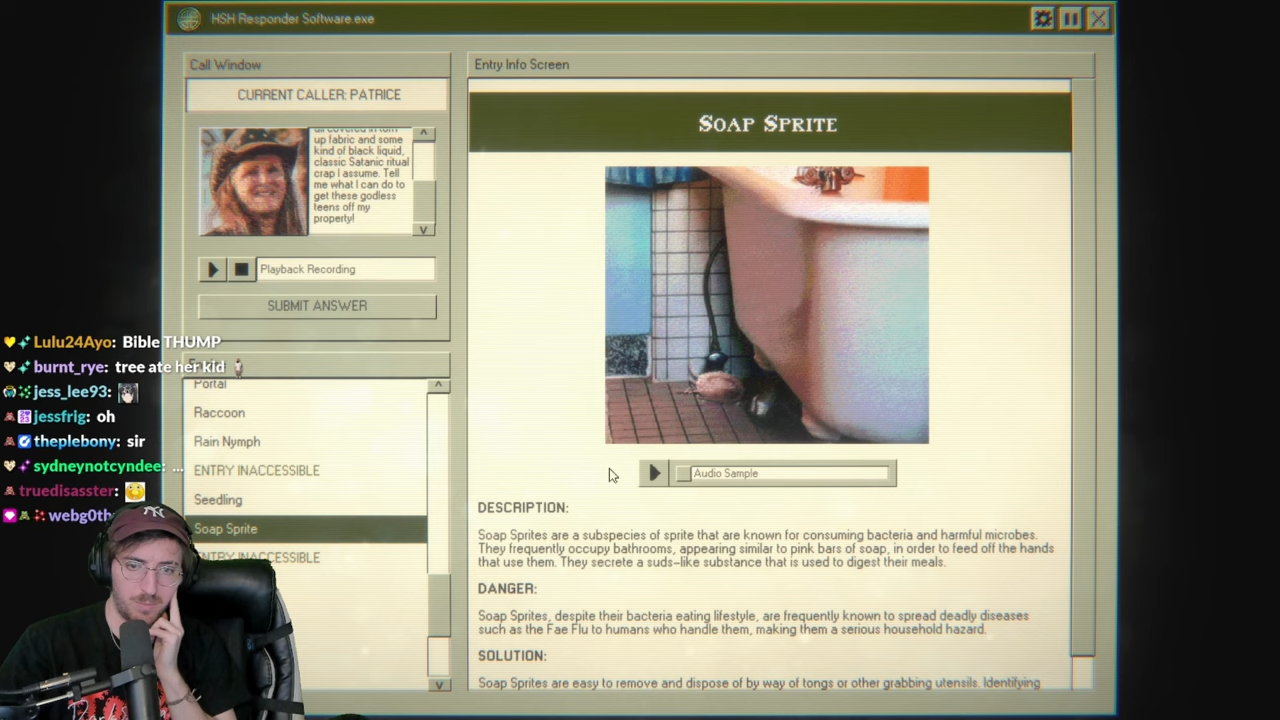 HSH Responder Software.exe
Call Window
CURRENT CALLER: PATRICE
up fabric and some
kind of black liquid,
classic Satanic ritual
crap I assume. Tell
me what I can do to
get these godless
teens off my
property!
Playback Recording
SUBMIT ANSWER
Portal
Raccoon
Rain Nymph
ENTRY INACCESSIBLE
Seedling
Soap Sprite
ENTRY INACCESSIBLE
Entry Info Screen
SOAP SPRITE
Audio Sample
DESCRIPTION:
Soap Sprites are a subspecies of sprite that are known for consuming bacteria and harmful microbes.
They frequently occupy bathrooms, appearing similar to pink bars of soap, in order to feed off the hands
that use them. They secrete a suds-like substance that is used to digest their meals.
DANGER:
Soap Sprites, despite their bacteria eating lifestyle, are frequently known to spread deadly diseases
such as the Fae Flu to humans who handle them, making them a serious household hazard.
SOLUTION:
Soap Sprites are easy to remove and dispose of by way of tongs or other grabbing utensils. Identifying
Lulu24Ayo: Bible THUMP
burnt_rye: tree ate her kid
jess_lee93:
jessfrig: oh
theplebony: sir
sydneynotcyndee: ...
truedisasster: